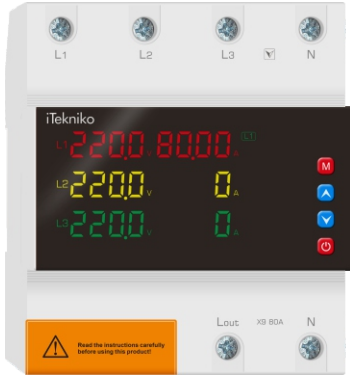 L1 L2 L3 N
iTekniko
L1 220.0 V 80.00 A L1
L2 220.0 V 0 A
L3 220.0 V 0 A
M
Lout X9 80A N
Read the instructions carefully
before using this product!